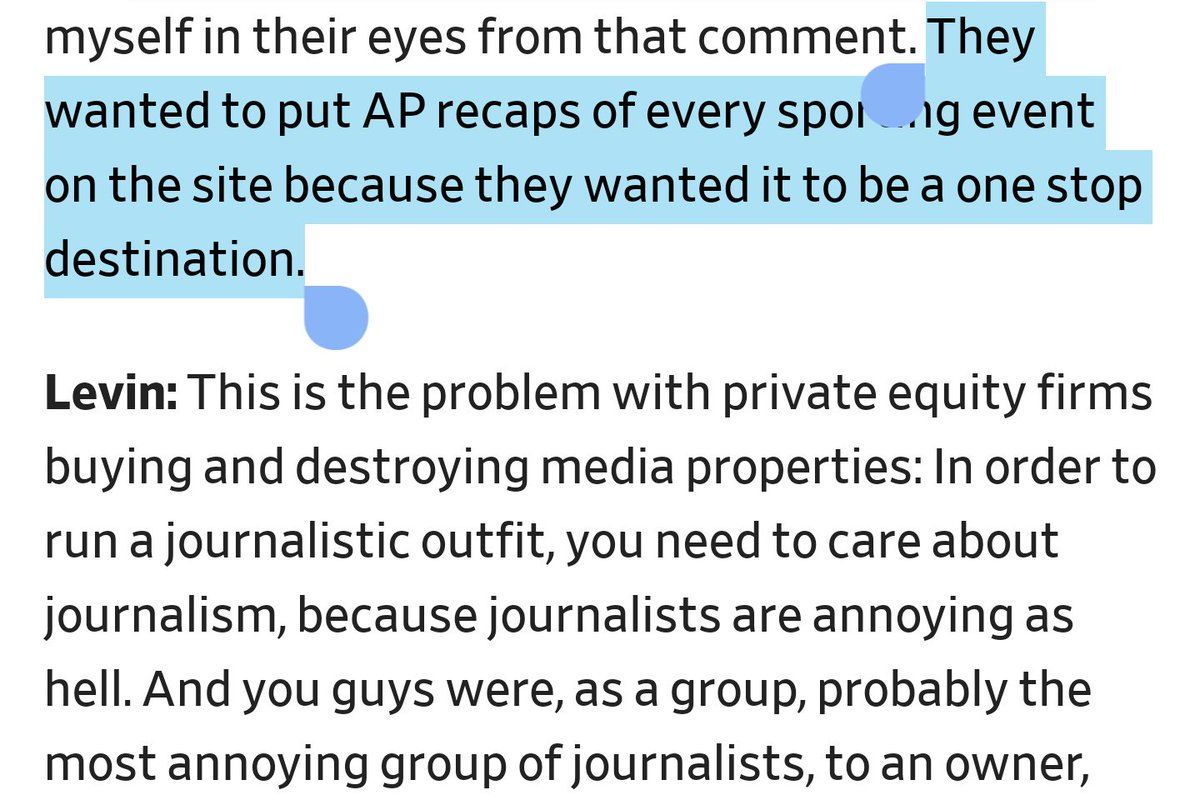 myself in their eyes from that comment. They
wanted to put AP recaps of every sporting event
on the site because they wanted it to be a one stop
destination.
Levin: This is the problem with private equity firms
buying and destroying media properties: In order to
run a journalistic outfit, you need to care about
journalism, because journalists are annoying as
hell. And you guys were, as a group, probably the
most annoying group of journalists, to an owner,